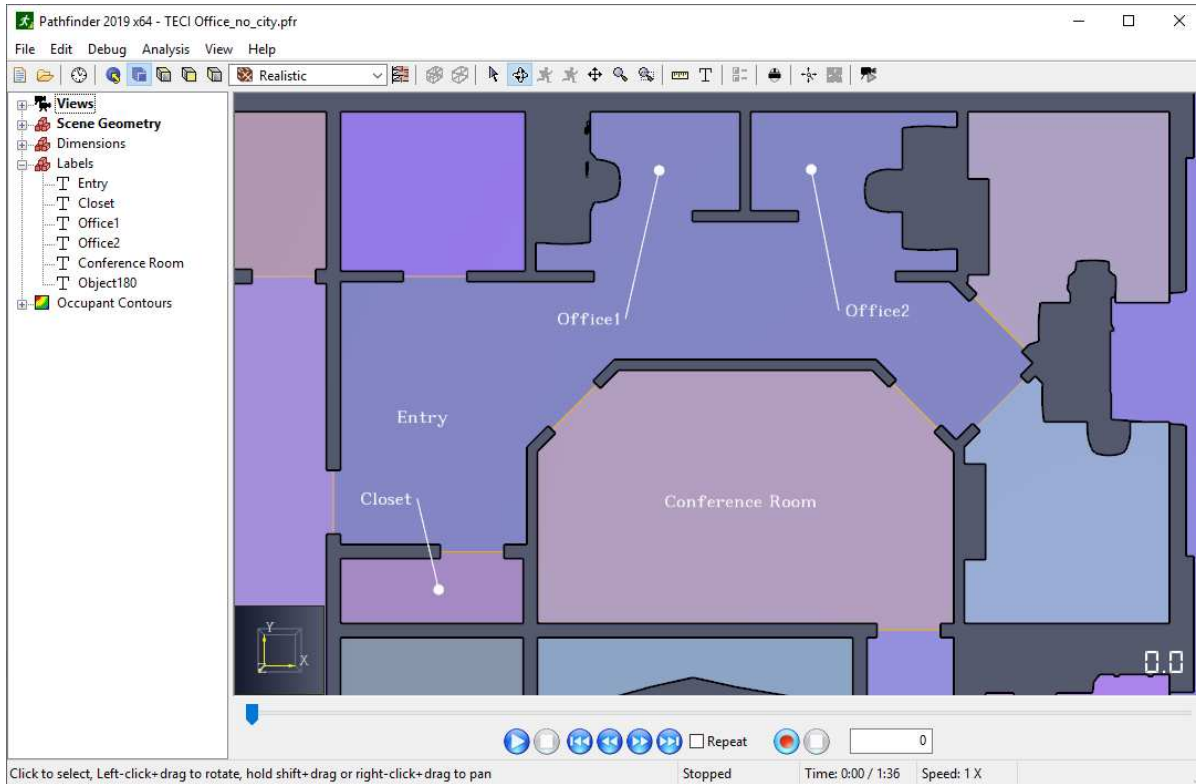 Pathfinder 2019 x64 - TECI Office_no_city.pfr
File Edit Debug Analysis View Help
Realistic
Views
Scene Geometry
Dimensions
Labels
Entry
Closet
Office1
Office2
Conference Room
Object180
Occupant Contours
Office1
Office2
Entry
Closet
Conference Room
Y
X
Z
0.0
Repeat
0
Click to select, Left-click+drag to rotate, hold shift+drag or right-click+drag to pan
Stopped
Time: 0:00 / 1:36
Speed: 1 X